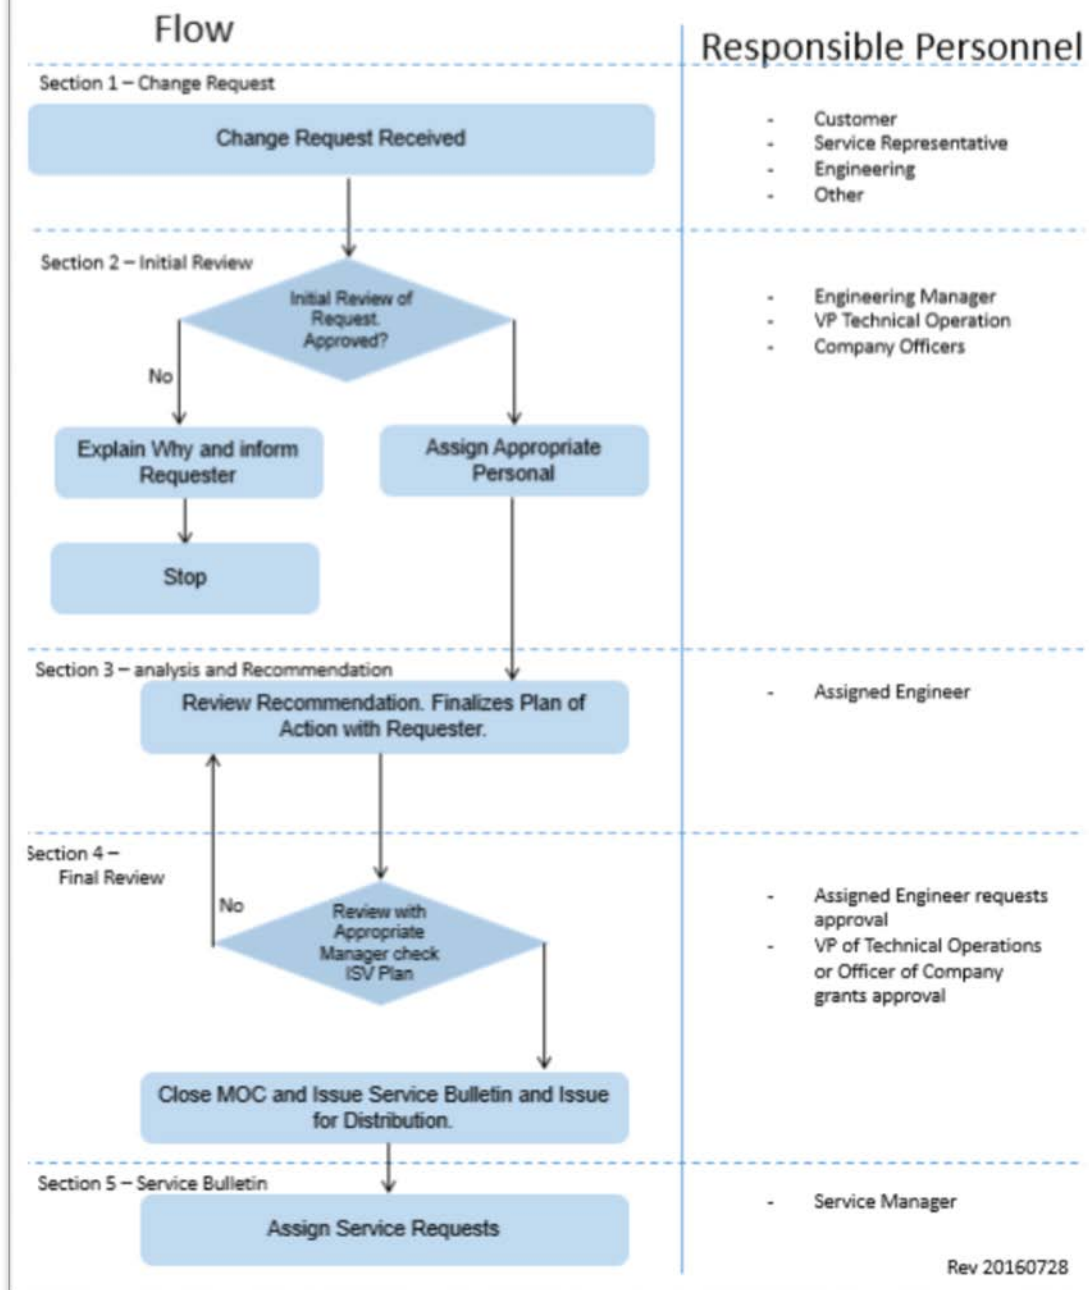 Flow
Responsible Personnel
Section 1 – Change Request
Change Request Received
- Customer
- Service Representative
- Engineering
- Other
Section 2 – Initial Review
Initial Review of
Request.
Approved?
- Engineering Manager
- VP Technical Operation
- Company Officers
No
Explain Why and inform
Requester
Assign Appropriate
Personal
Stop
Section 3 – analysis and Recommendation
Review Recommendation. Finalizes Plan of
Action with Requester.
- Assigned Engineer
Section 4 –
Final Review
No
Review with
Appropriate
Manager check
ISV Plan
- Assigned Engineer requests
approval
- VP of Technical Operations
or Officer of Company
grants approval
Close MOC and Issue Service Bulletin and Issue
for Distribution.
Section 5 – Service Bulletin
Assign Service Requests
- Service Manager
Rev 20160728